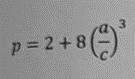 p = 2 + 8(a/c)^3